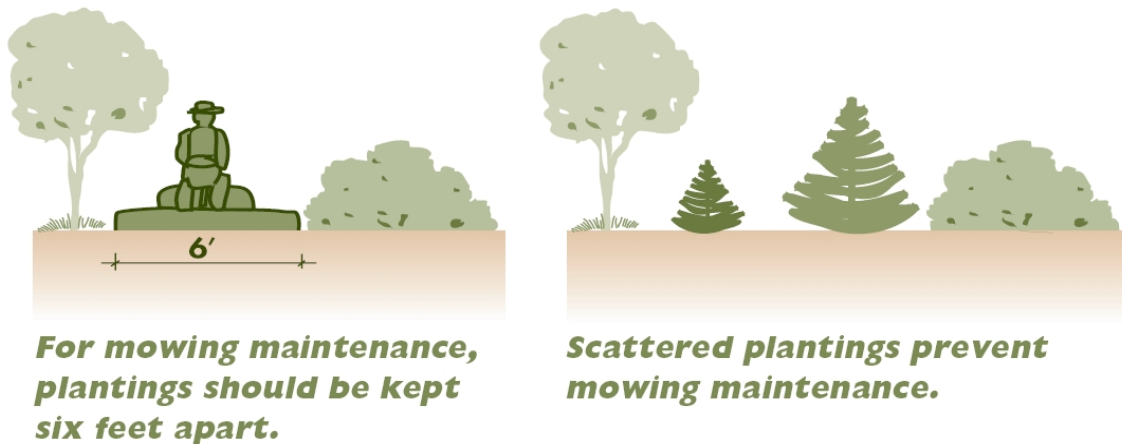 6′
For mowing maintenance,
plantings should be kept
six feet apart.
Scattered plantings prevent
mowing maintenance.